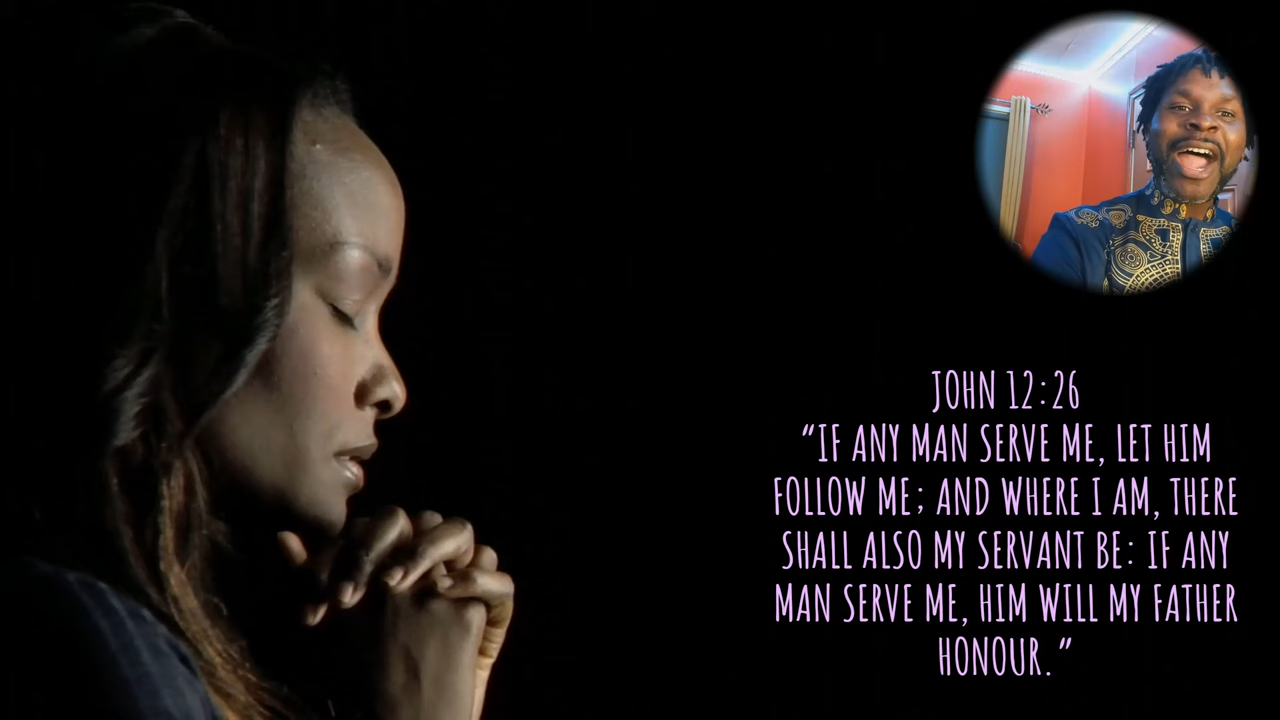 JOHN 12:26
“IF ANY MAN SERVE ME, LET HIM
FOLLOW ME; AND WHERE I AM, THERE
SHALL ALSO MY SERVANT BE: IF ANY
MAN SERVE ME, HIM WILL MY FATHER
HONOUR.”